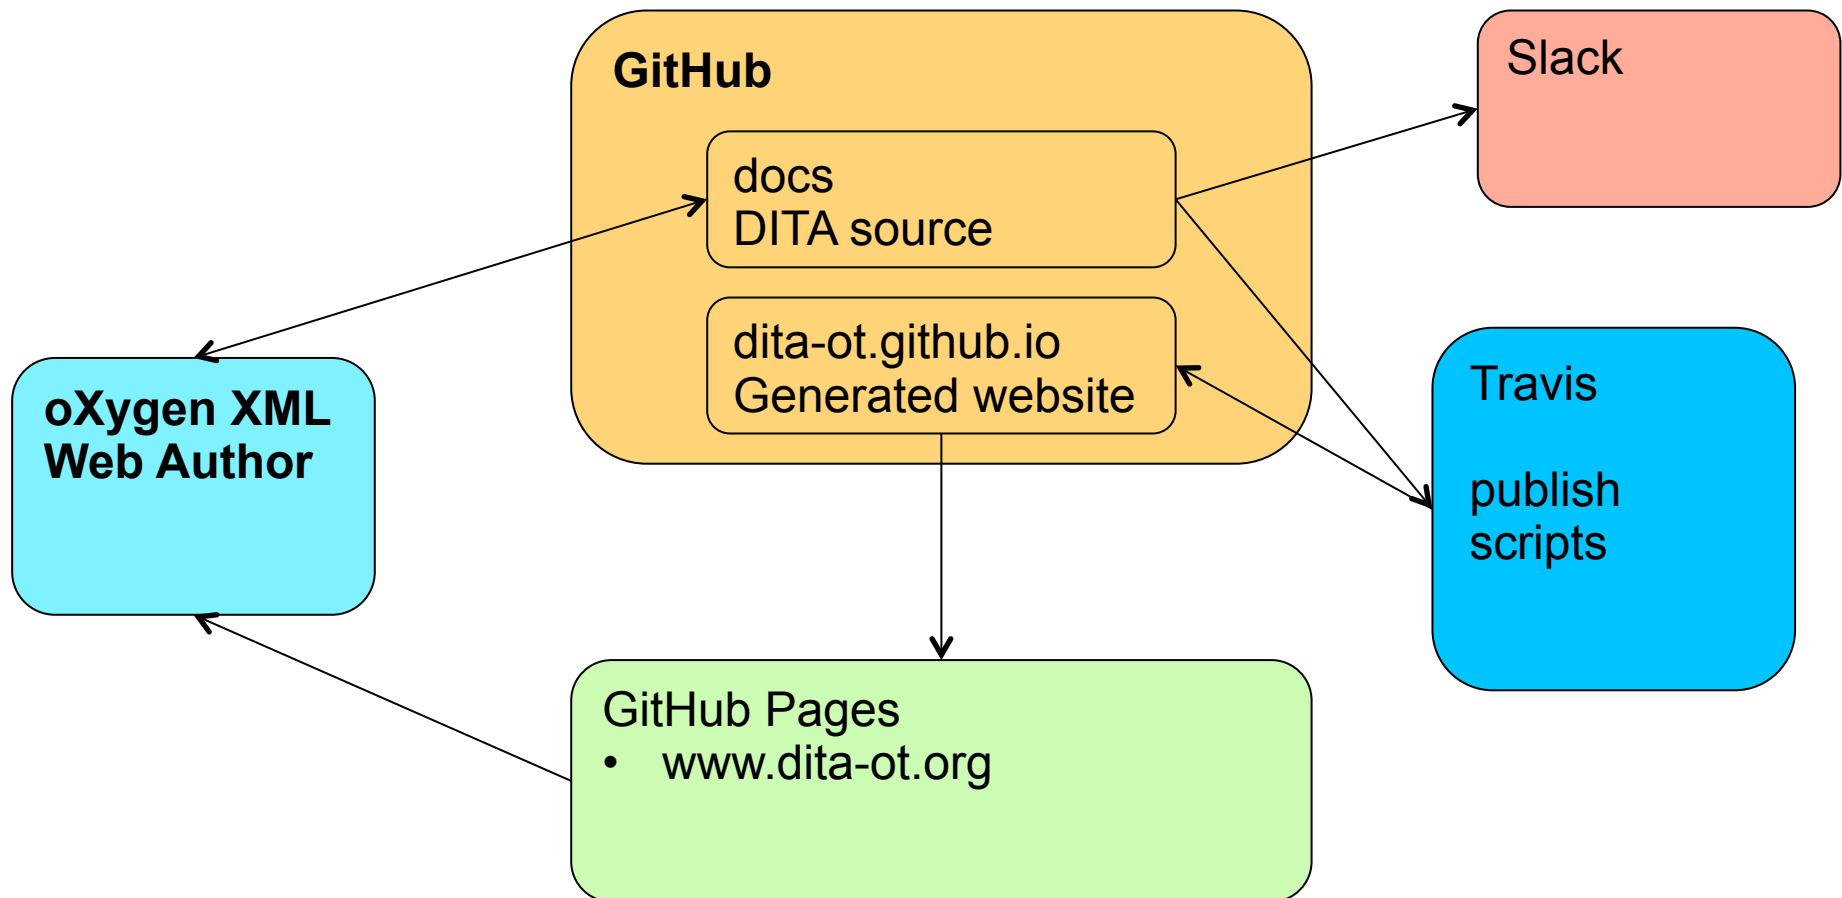 GitHub
docs
DITA source
dita-ot.github.io
Generated website
Slack
oXygen XML
Web Author
Travis
publish
scripts
GitHub Pages
• www.dita-ot.org